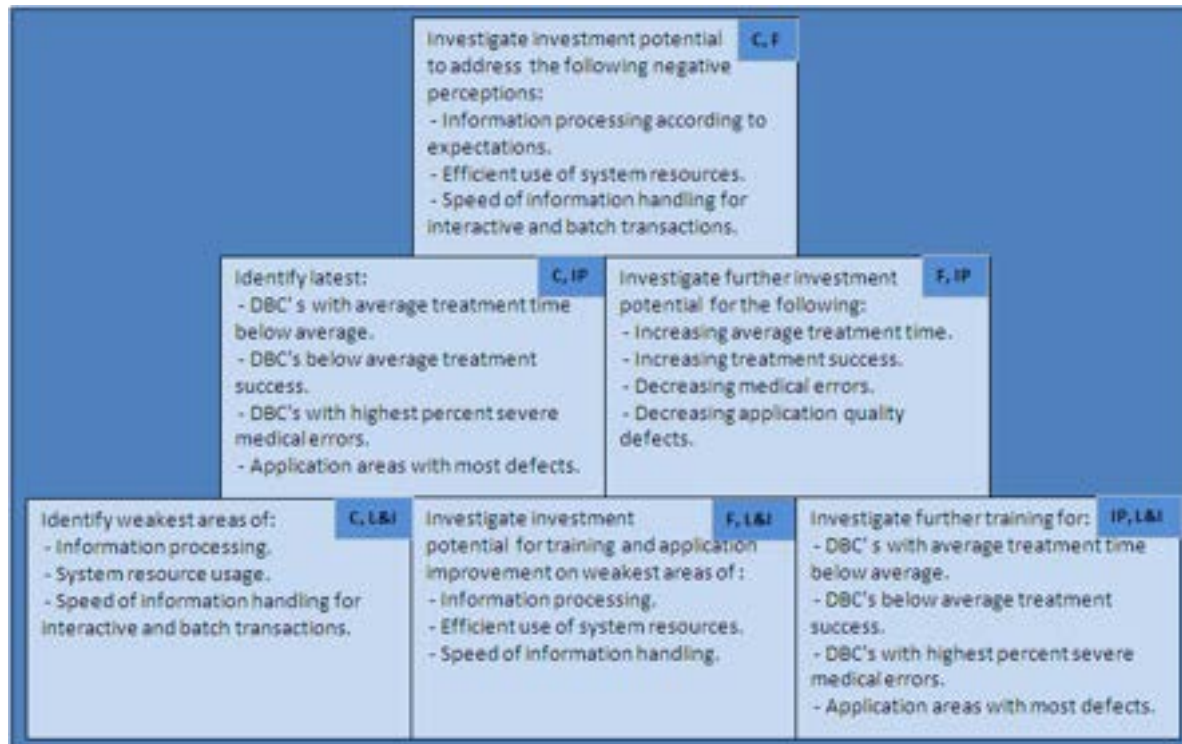 Investigate investment potential
C, F
to address the following negative
perceptions:
- Information processing according to
expectations.
- Efficient use of system resources.
- Speed of information handling for
interactive and batch transactions.
Identify latest:
C, IP
- DBC' s with average treatment time
below average.
- DBC's below average treatment
success.
- DBC's with highest percent severe
medical errors.
- Application areas with most defects.
Investigate further investment
F, IP
potential for the following:
- Increasing average treatment time.
- Increasing treatment success.
- Decreasing medical errors.
- Decreasing application quality
defects.
Identify weakest areas of:
C, L&I
- Information processing.
- System resource usage.
- Speed of information handling for
interactive and batch transactions.
Investigate investment
F, L&I
potential for training and application
improvement on weakest areas of :
- Information processing.
- Efficient use of system resources.
- Speed of information handling.
Investigate further training for:
IP, L&I
- DBC' s with average treatment time
below average.
- DBC's below average treatment
success.
- DBC's with highest percent severe
medical errors.
- Application areas with most defects.